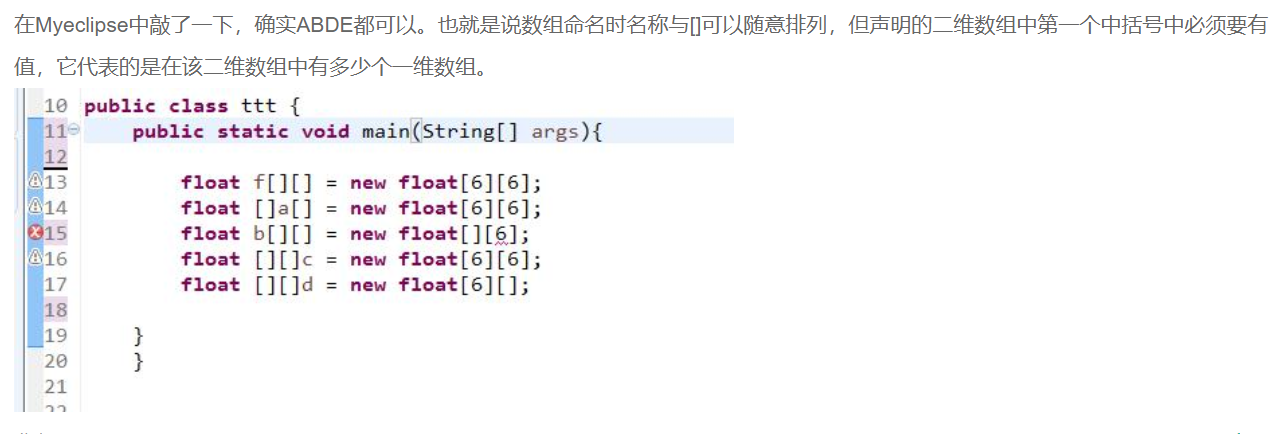 在Myeclipse中敲了一下，确实ABDE都可以。也就是说数组命名时名称与[]可以随意排列，但声明的二维数组中第一个中括号中必须要有
值，它代表的是在该二维数组中有多少个一维数组。
10 public class ttt {
11 public static void main(String[] args){
12
13 float f[][] = new float[6][6];
14 float []a[] = new float[6][6];
15 float b[][] = new float[][6];
16 float [][]c = new float[6][6];
17 float [][]d = new float[6][];
18
19 }
20 }
21